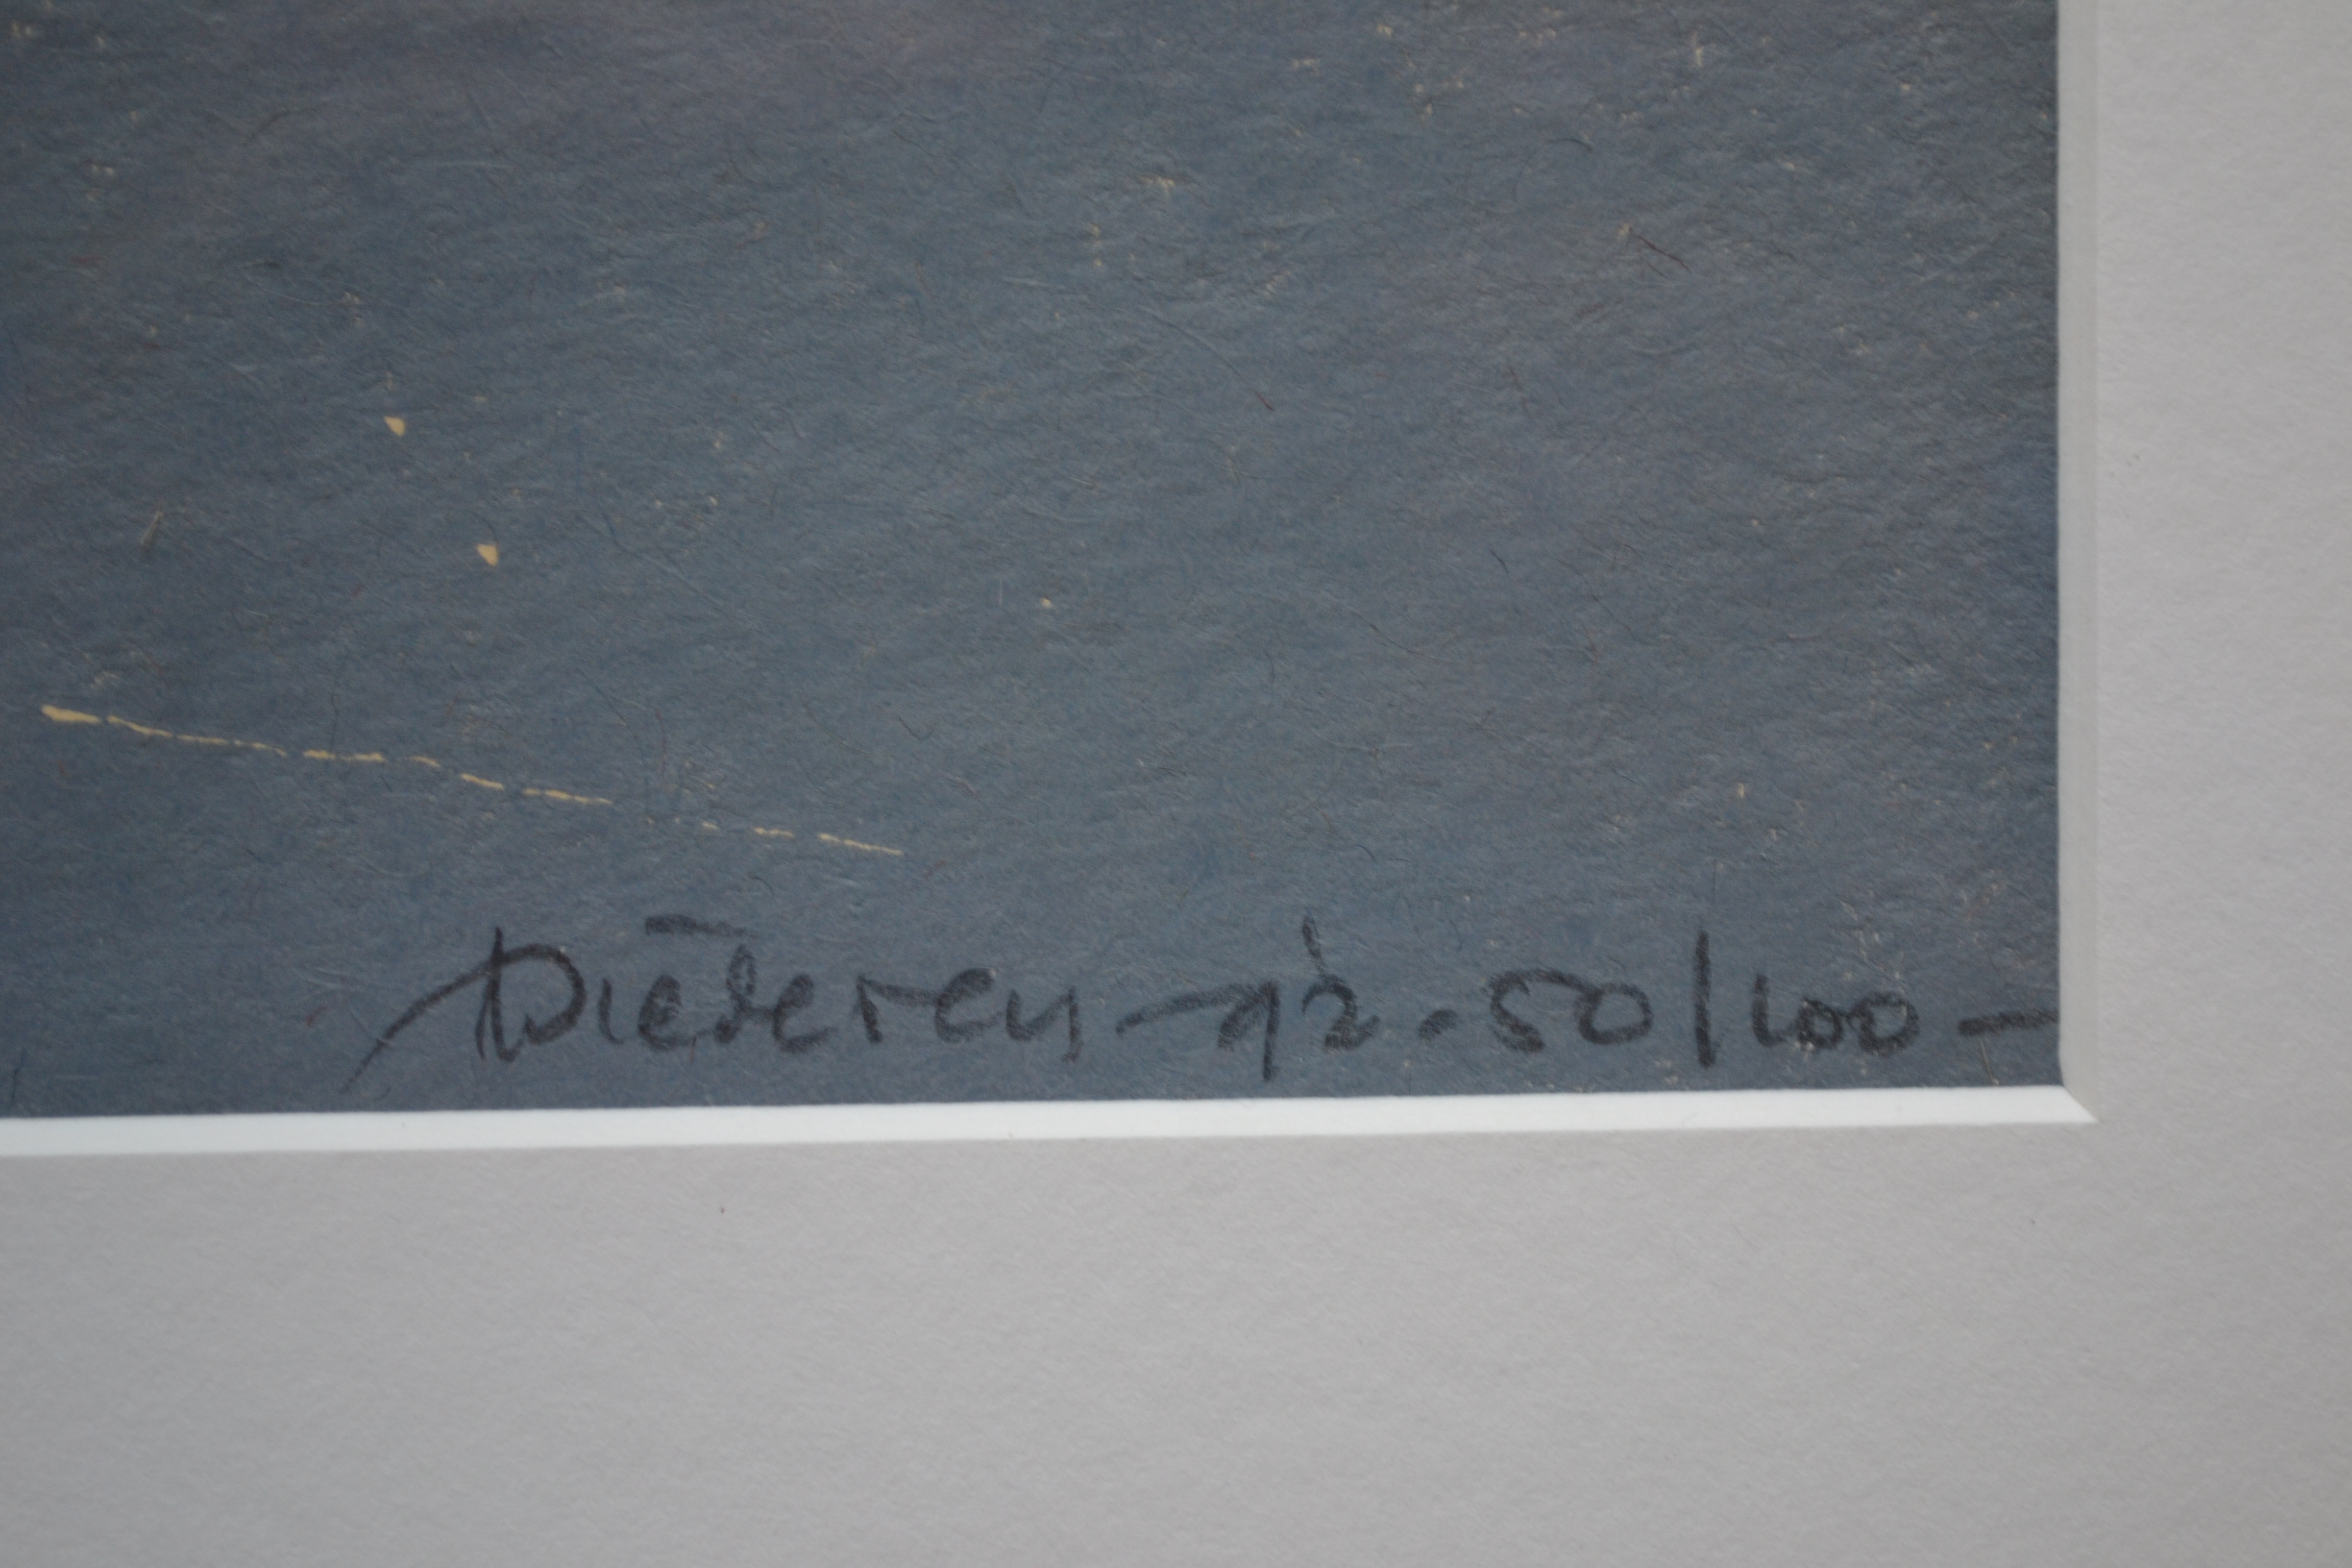 Diederen - 92 - 50/100 -